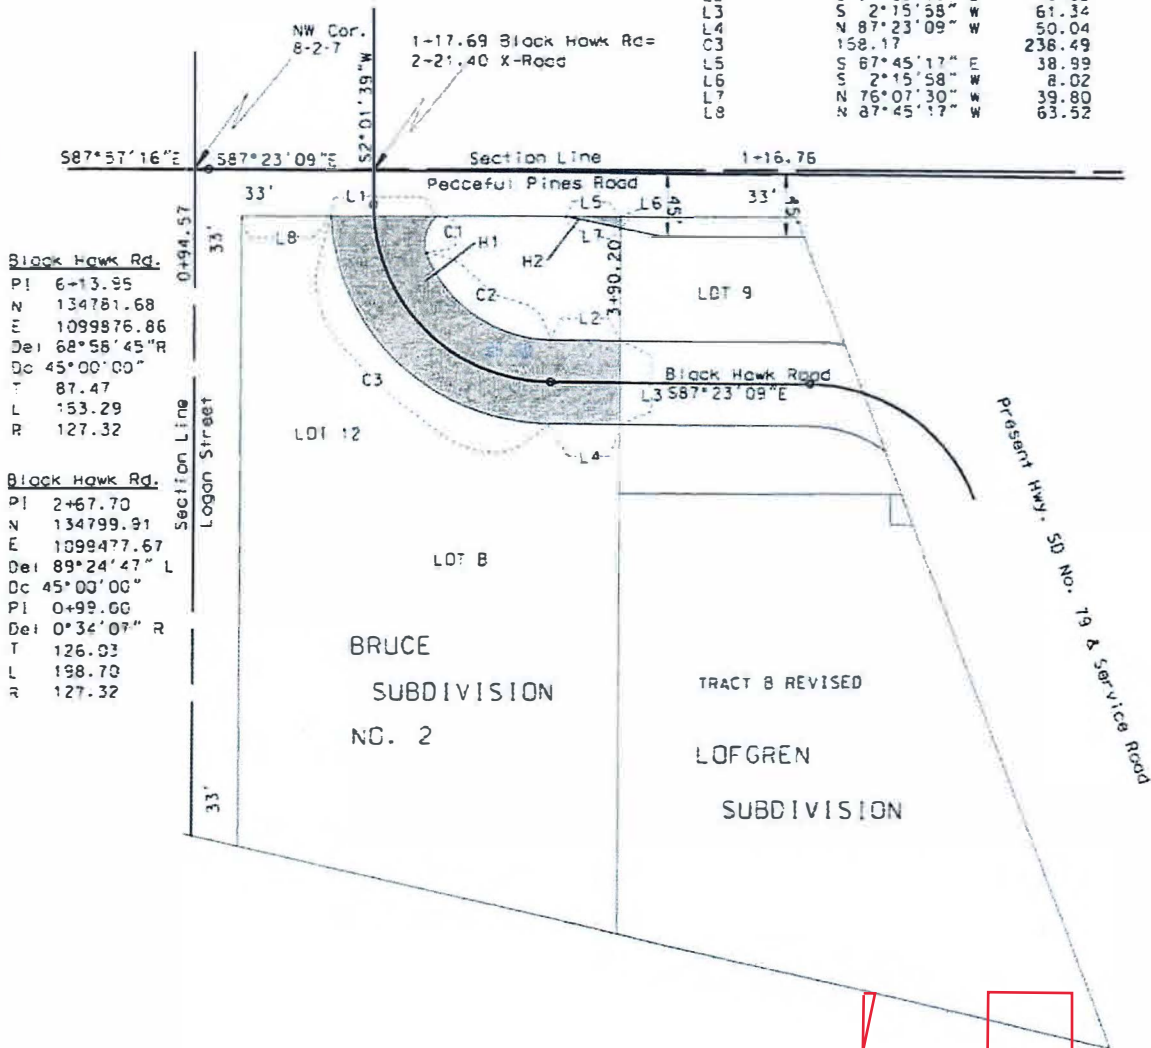 L3 S 2°15'58" W 61.34
L4 N 87°23'09" W 50.04
C3 158.17 238.49
L5 S 67°45'17" E 38.99
L6 S 2°15'58" W 8.02
L7 N 76°07'30" W 39.80
L8 N 87°45'17" W 63.52
NW Cor.
8-2-7
1+17.69 Black Hawk Rd=
2+21.40 X-Road
S2°01'39"W
S87°57'16"E
S87°23'09"E
Section Line
1+16.76
Peaceful Pines Road
33'
L1
L5
L6
45'
33'
45'
0+94.57
33'
L8
C1
H1
L7
H2
3+90.20
LOT 9
C2
L2
Black Hawk Rd.
PI 6+13.95
N 134781.68
E 1099876.86
Del 68°58'45"R
Dc 45°00'00"
T 87.47
L 153.29
R 127.32
C3
Black Hawk Road
L3 S87°23'09"E
LOT 12
L4
Section Line
Logan Street
Black Hawk Rd.
PI 2+67.70
N 134799.91
E 1099477.67
Del 89°24'47" L
Dc 45°00'00"
PI 0+99.60
Del 0°34'07" R
T 126.03
L 198.70
R 127.32
Present Hwy. SD No. 79 & Service Road
LOT B
BRUCE
SUBDIVISION
NO. 2
TRACT B REVISED
LOFGREN
SUBDIVISION
33'